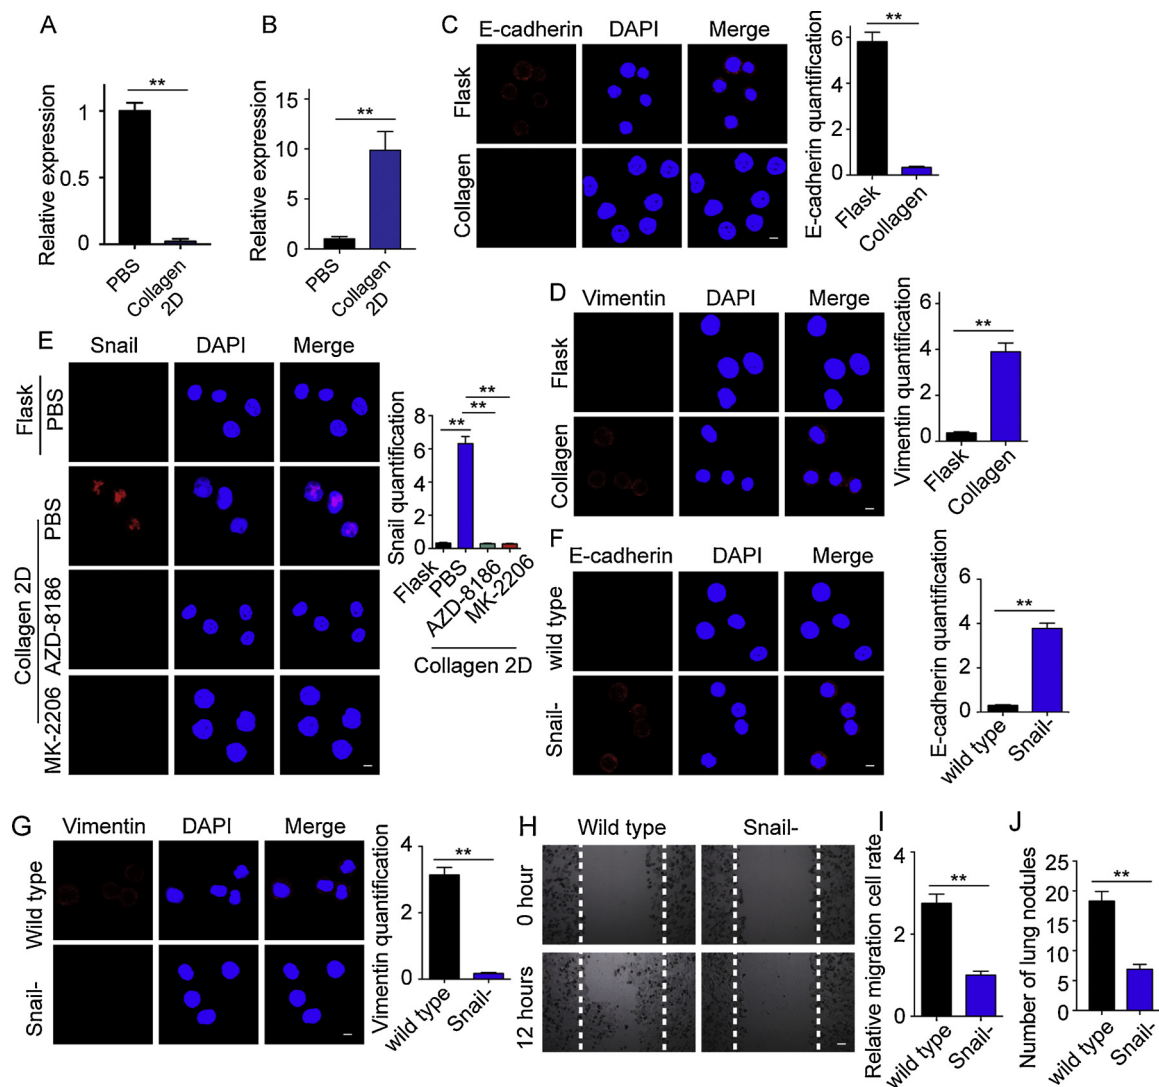 A
Relative expression
1
0.5
0
**
PBS
Collagen
2D
B
Relative expression
15
10
5
0
**
PBS
Collagen
2D
C
E-cadherin DAPI Merge
Flask
Collagen
E-cadherin quantification
6
4
2
0
**
Flask
Collagen
D
Vimentin DAPI Merge
Flask
Collagen
Vimentin quantification
6
4
2
0
**
Flask
Collagen
E
Snail DAPI Merge
Flask
PBS
Collagen 2D
PBS
AZD-8186
MK-2206
Snail quantification
8
6
4
2
0
**
**
**
Flask
PBS
AZD-8186
MK-2206
Collagen 2D
F
E-cadherin DAPI Merge
wild type
Snail-
E-cadherin quantification
6
4
2
0
**
wild type
Snail-
G
Vimentin DAPI Merge
Wild type
Snail-
Vimentin quantification
4
2
0
**
wild type
Snail-
H
Wild type Snail-
0 hour
12 hours
I
Relative migration cell rate
4
2
0
**
wild type
Snail-
J
Number of lung nodules
25
20
15
10
5
0
**
wild type
Snail-